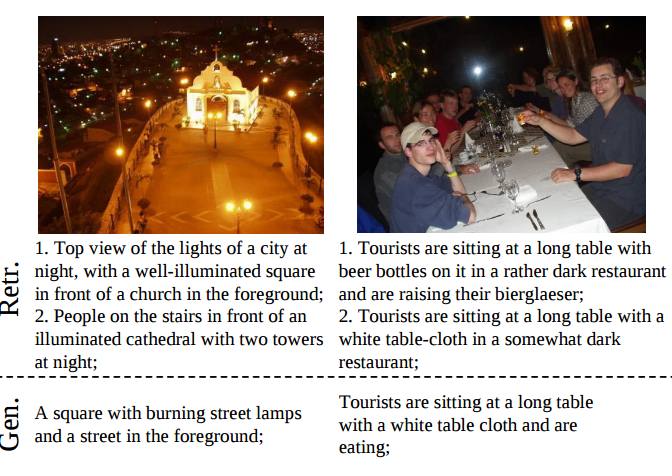 Retr.
1. Top view of the lights of a city at
night, with a well-illuminated square
in front of a church in the foreground;
2. People on the stairs in front of an
illuminated cathedral with two towers
at night;
1. Tourists are sitting at a long table with
beer bottles on it in a rather dark restaurant
and are raising their bierglaeser;
2. Tourists are sitting at a long table with a
white table-cloth in a somewhat dark
restaurant;
Gen.
A square with burning street lamps
and a street in the foreground;
Tourists are sitting at a long table
with a white table cloth and are
eating;